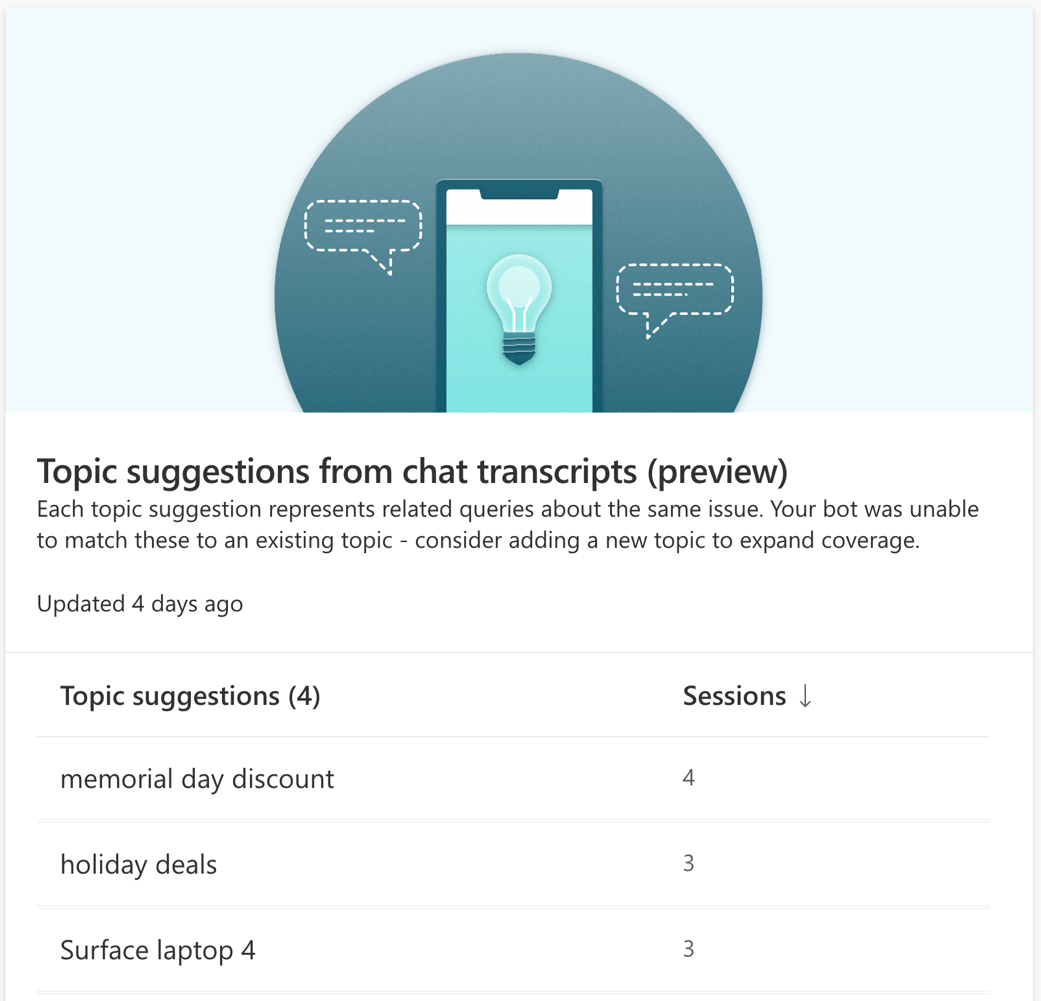 Topic suggestions from chat transcripts (preview)
Each topic suggestion represents related queries about the same issue. Your bot was unable
to match these to an existing topic - consider adding a new topic to expand coverage.
Updated 4 days ago
Topic suggestions (4) Sessions ↓
memorial day discount 4
holiday deals 3
Surface laptop 4 3